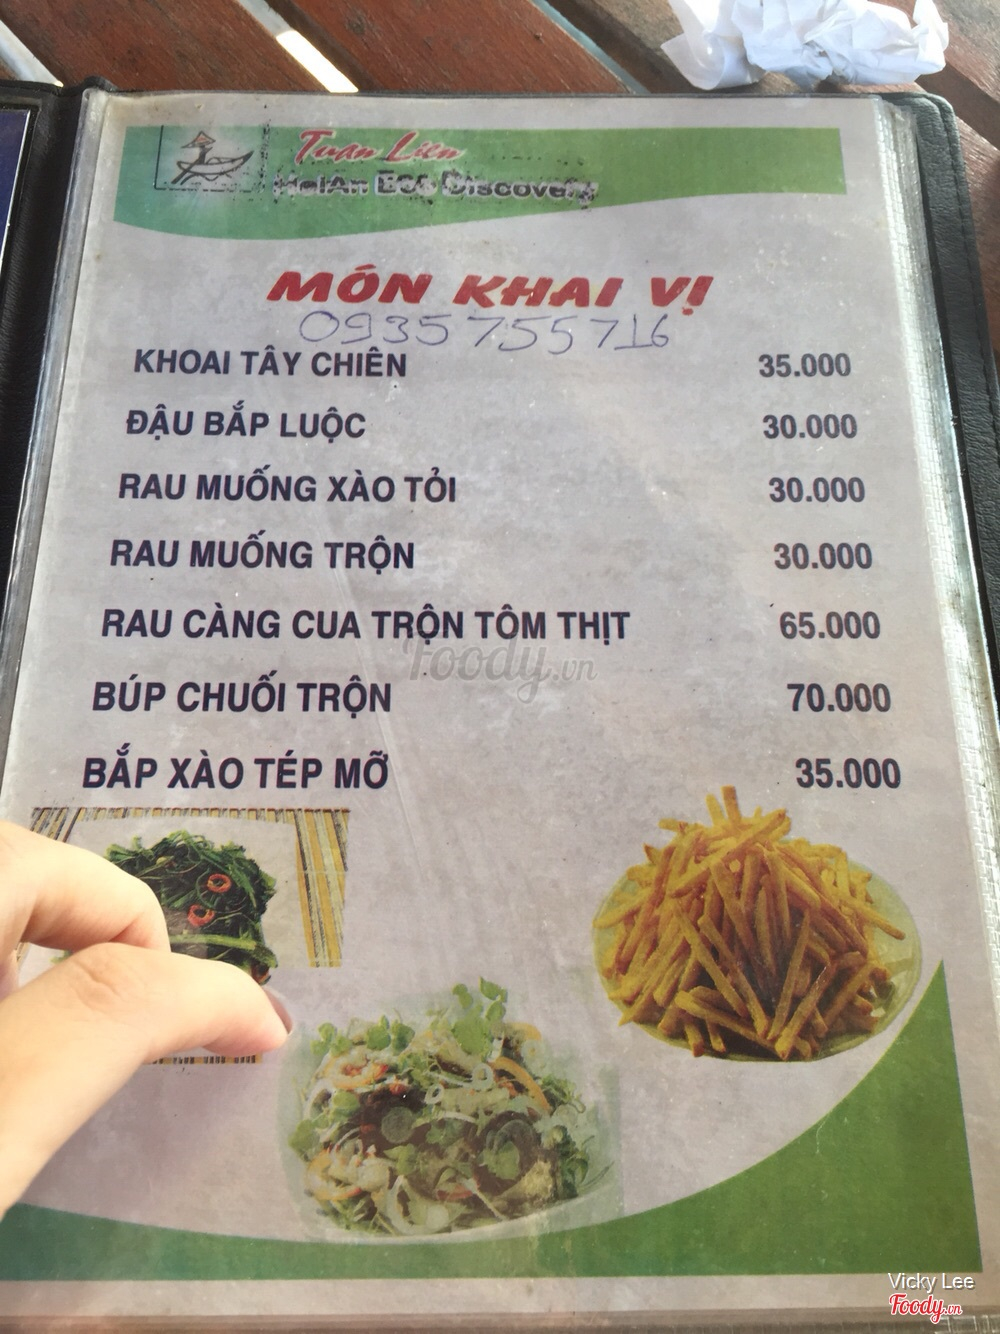 Tuan Lien
HoiAn Eco Discovery
MÓN KHAI VỊ
0935755716
KHOAI TÂY CHIÊN 35.000
ĐẬU BẮP LUỘC 30.000
RAU MUỐNG XÀO TỎI 30.000
RAU MUỐNG TRỘN 30.000
RAU CÀNG CUA TRỘN TÔM THỊT 65.000
Foody.vn
BÚP CHUỐI TRỘN 70.000
BẮP XÀO TÉP MỠ 35.000
Vicky Lee
Foody.vn